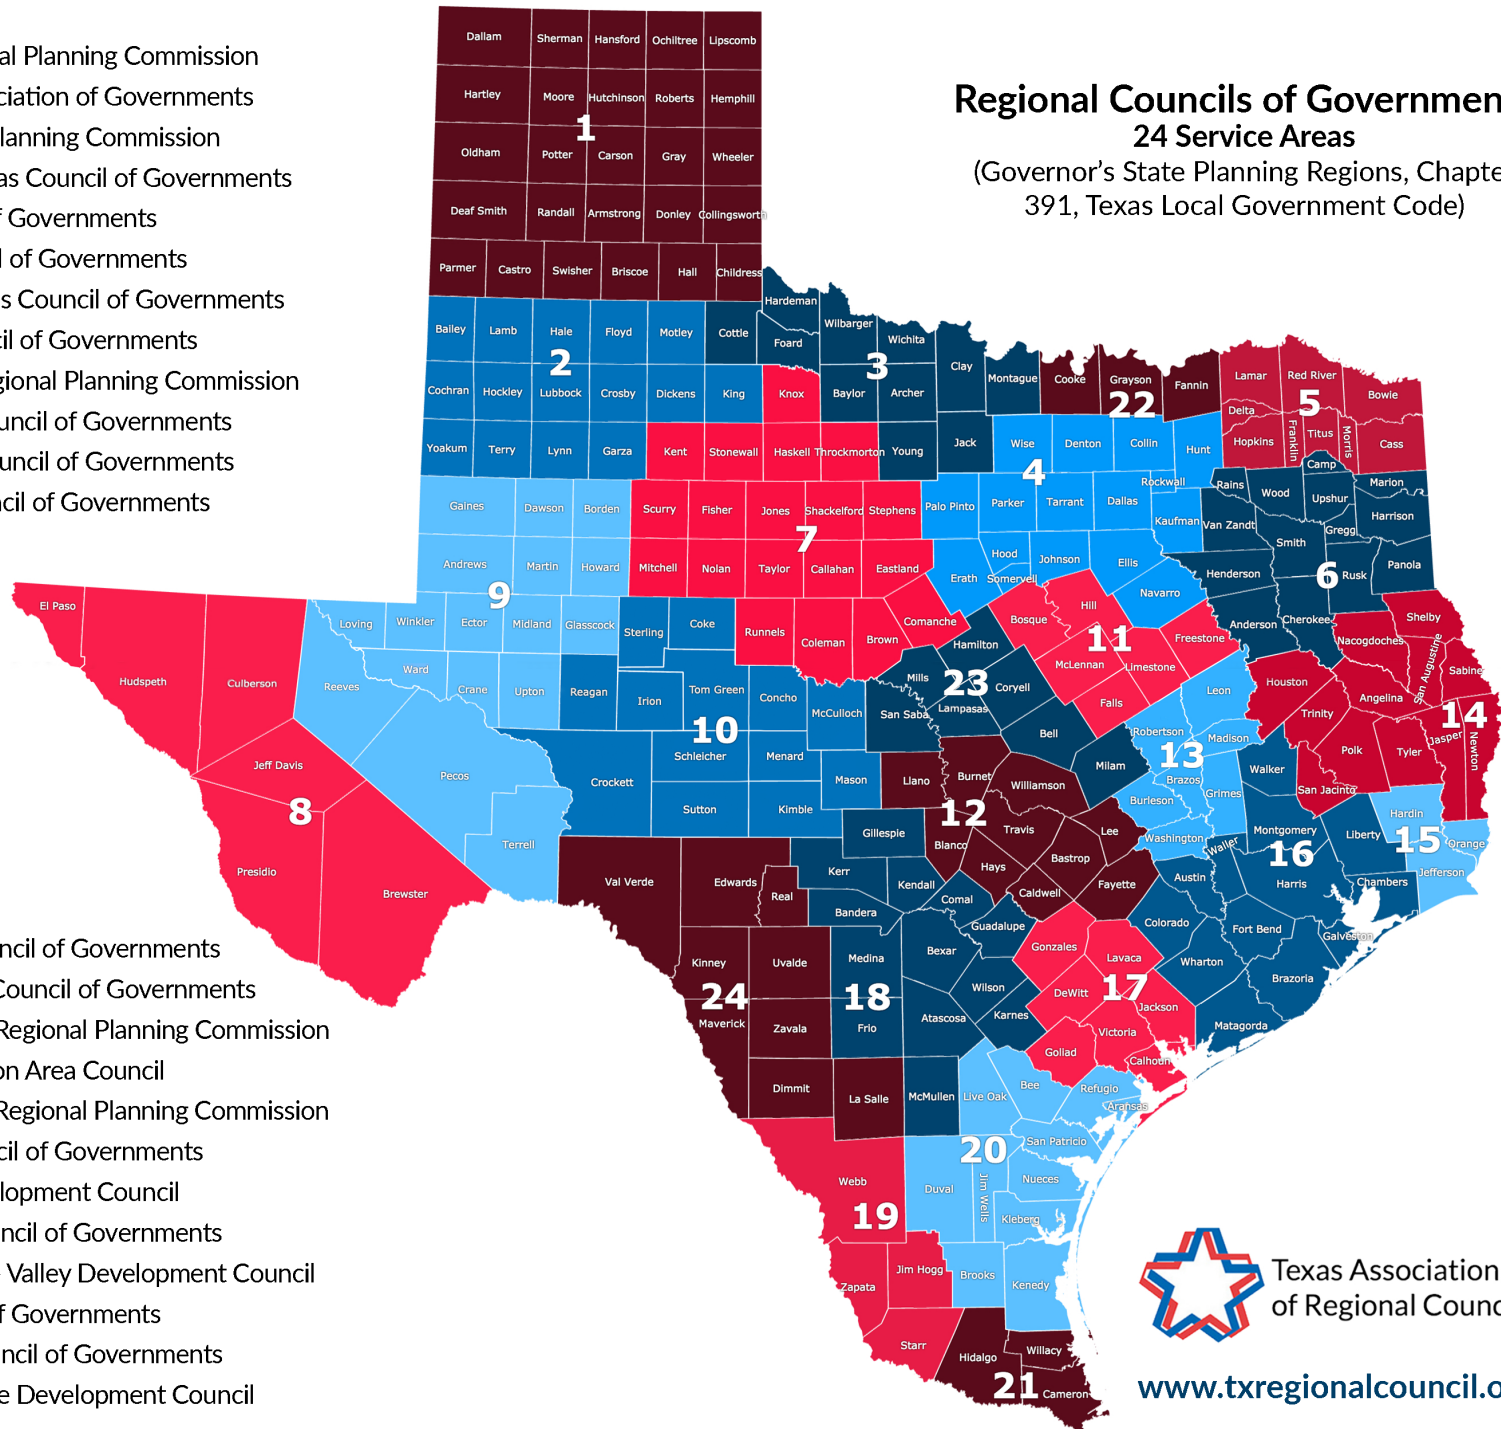 al Planning Commission
ciation of Governments
lanning Commission
as Council of Governments
f Governments
l of Governments
s Council of Governments
cil of Governments
gional Planning Commission
uncil of Governments
uncil of Governments
ncil of Governments
Regional Councils of Governmen
24 Service Areas
(Governor's State Planning Regions, Chapte
391, Texas Local Government Code)
Dallam Sherman Hansford Ochiltree Lipscomb
Hartley Moore Hutchinson Roberts Hemphill
1
Oldham Potter Carson Gray Wheeler
Deaf Smith Randall Armstrong Donley Collingsworth
Parmer Castro Swisher Briscoe Hall Childress
Bailey Lamb Hale Floyd Motley Cottle
Hardeman Foard Wilbarger Wichita Clay Montague
2
3
Cochran Hockley Lubbock Crosby Dickens King Knox Baylor Archer
Cooke Grayson Fannin
22
Lamar Red River Bowie
5
Delta Hopkins Franklin Titus Morris Cass
Camp
Yoakum Terry Lynn Garza Kent Stonewall Haskell Throckmorton Young Jack
Wise Denton Collin Hunt
4
Rockwall
Palo Pinto Parker Tarrant Dallas Kaufman
Rains Wood Upshur Marion
Van Zandt Smith Gregg Harrison
Henderson Rusk Panola
6
Anderson Cherokee
Gaines Dawson Borden Scurry Fisher Jones Shackelford Stephens
7
Andrews Martin Howard Mitchell Nolan Taylor Callahan Eastland
Erath Hood Somervell Johnson Ellis Navarro
9
Loving Winkler Ector Midland Glasscock Sterling Coke Runnels Coleman Brown Comanche
Bosque Hill
11
Freestone
McLennan Limestone
Falls
Shelby
Nacogdoches
San Augustine
Sabine
El Paso Hudspeth Culberson
Reeves Ward Crane Upton Reagan Irion Tom Green Concho McCulloch
10
Mills Hamilton
23
Coryell
San Saba Lampasas Bell Milam
Leon
Robertson Madison
13
Brazos
Burleson Grimes
Washington
Houston
Trinity Angelina
14
Polk Tyler Jasper Newton
San Jacinto
Jeff Davis
8
Presidio Brewster
Pecos Terrell
Crockett Schleicher Menard
Sutton Kimble Mason
Llano Burnet Williamson
12
Blanco Travis Lee
Hays Bastrop
Caldwell Fayette
Walker
Montgomery Liberty
Waller
16
Harris
Austin
Colorado Fort Bend
Chambers
Galveston
Wharton Brazoria
Matagorda
Hardin
15
Orange
Jefferson
Val Verde Edwards Real
Kinney Uvalde
24
Maverick Zavala
Dimmit La Salle
Gillespie
Kerr Kendall
Bandera Comal
Guadalupe
Medina Bexar
18
Wilson
Frio Atascosa Karnes
McMullen
Gonzales Lavaca
DeWitt
17
Jackson
Victoria
Goliad Calhoun
Live Oak Bee Refugio
Aransas
San Patricio
20
Duval Jim Wells Nueces
Kleberg
Brooks Kenedy
Webb
19
Zapata Jim Hogg
Starr
Hidalgo Willacy
21
Cameron
ncil of Governments
Council of Governments
Regional Planning Commission
on Area Council
Regional Planning Commission
cil of Governments
lopment Council
ncil of Governments
Valley Development Council
f Governments
ncil of Governments
e Development Council
Texas Association
of Regional Counc
www.txregionalcouncil.o